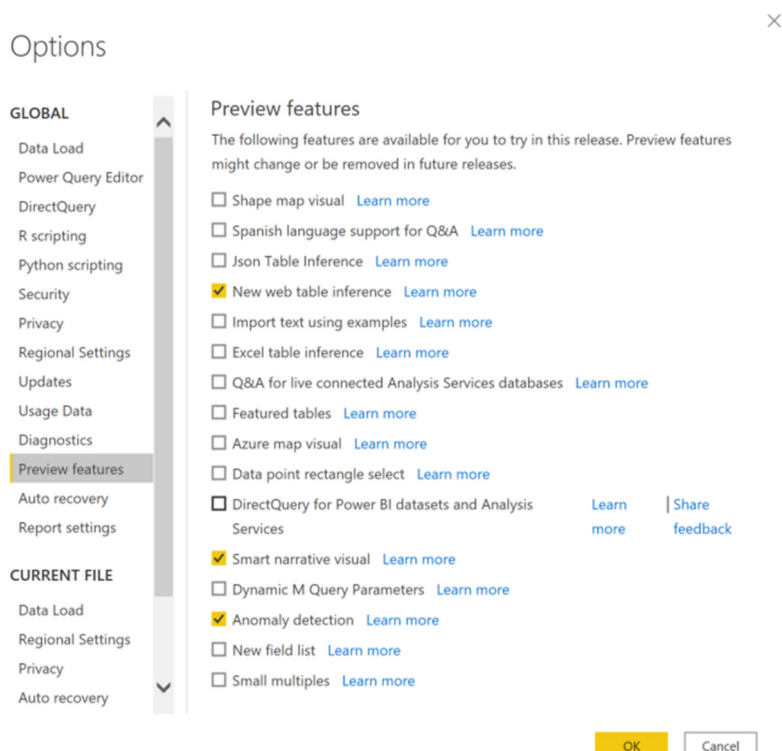 Options
GLOBAL
Data Load
Power Query Editor
DirectQuery
R scripting
Python scripting
Security
Privacy
Regional Settings
Updates
Usage Data
Diagnostics
Preview features
Auto recovery
Report settings
CURRENT FILE
Data Load
Regional Settings
Privacy
Auto recovery
Preview features
The following features are available for you to try in this release. Preview features
might change or be removed in future releases.
Shape map visual Learn more
Spanish language support for Q&A Learn more
Json Table Inference Learn more
New web table inference Learn more
Import text using examples Learn more
Excel table inference Learn more
Q&A for live connected Analysis Services databases Learn more
Featured tables Learn more
Azure map visual Learn more
Data point rectangle select Learn more
DirectQuery for Power BI datasets and Analysis Learn | Share
Services more feedback
Smart narrative visual Learn more
Dynamic M Query Parameters Learn more
Anomaly detection Learn more
New field list Learn more
Small multiples Learn more
OK Cancel